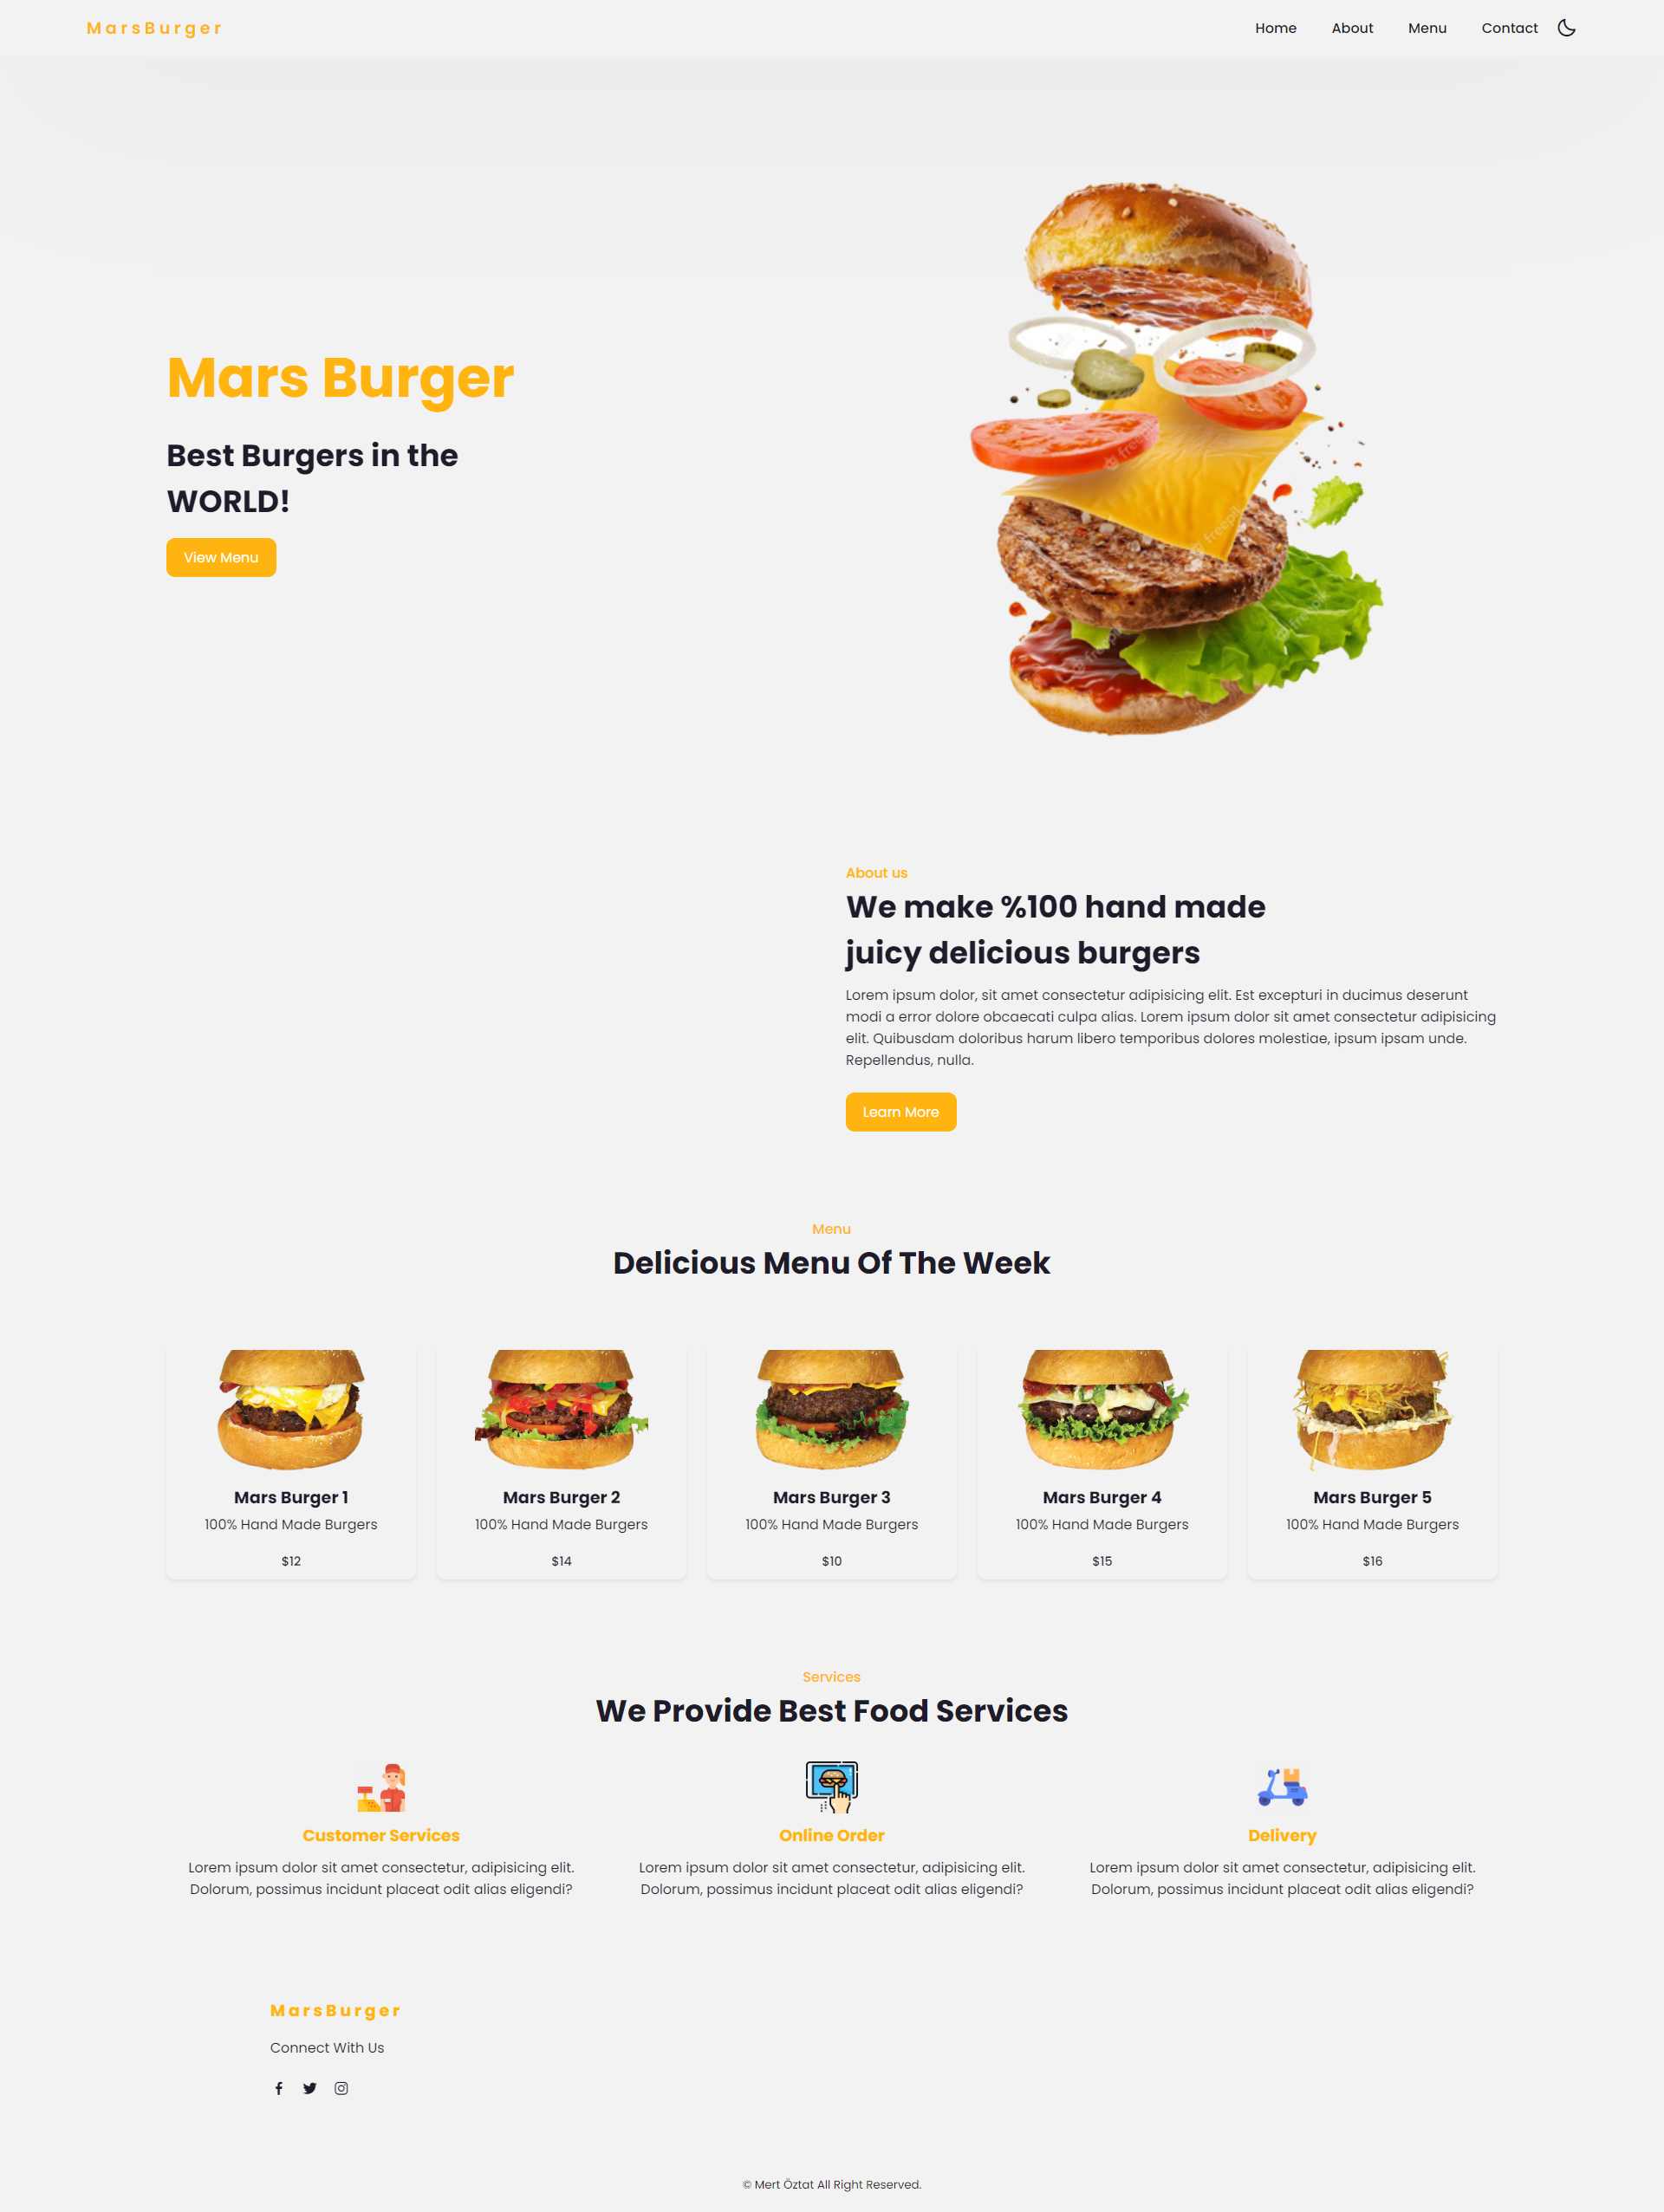 MarsBurger
Home About Menu Contact
Mars Burger
Best Burgers in the
WORLD!
View Menu
About us
We make %100 hand made
juicy delicious burgers
Lorem ipsum dolor, sit amet consectetur adipisicing elit. Est excepturi in ducimus deserunt
modi a error dolore obcaecati culpa alias. Lorem ipsum dolor sit amet consectetur adipisicing
elit. Quibusdam doloribus harum libero temporibus dolores molestiae, ipsum ipsam unde.
Repellendus, nulla.
Learn More
Menu
Delicious Menu Of The Week
Mars Burger 1
100% Hand Made Burgers
$12
Mars Burger 2
100% Hand Made Burgers
$14
Mars Burger 3
100% Hand Made Burgers
$10
Mars Burger 4
100% Hand Made Burgers
$15
Mars Burger 5
100% Hand Made Burgers
$16
Services
We Provide Best Food Services
Customer Services
Lorem ipsum dolor sit amet consectetur, adipisicing elit.
Dolorum, possimus incidunt placeat odit alias eligendi?
Online Order
Lorem ipsum dolor sit amet consectetur, adipisicing elit.
Dolorum, possimus incidunt placeat odit alias eligendi?
Delivery
Lorem ipsum dolor sit amet consectetur, adipisicing elit.
Dolorum, possimus incidunt placeat odit alias eligendi?
MarsBurger
Connect With Us
© Mert Öztat All Right Reserved.